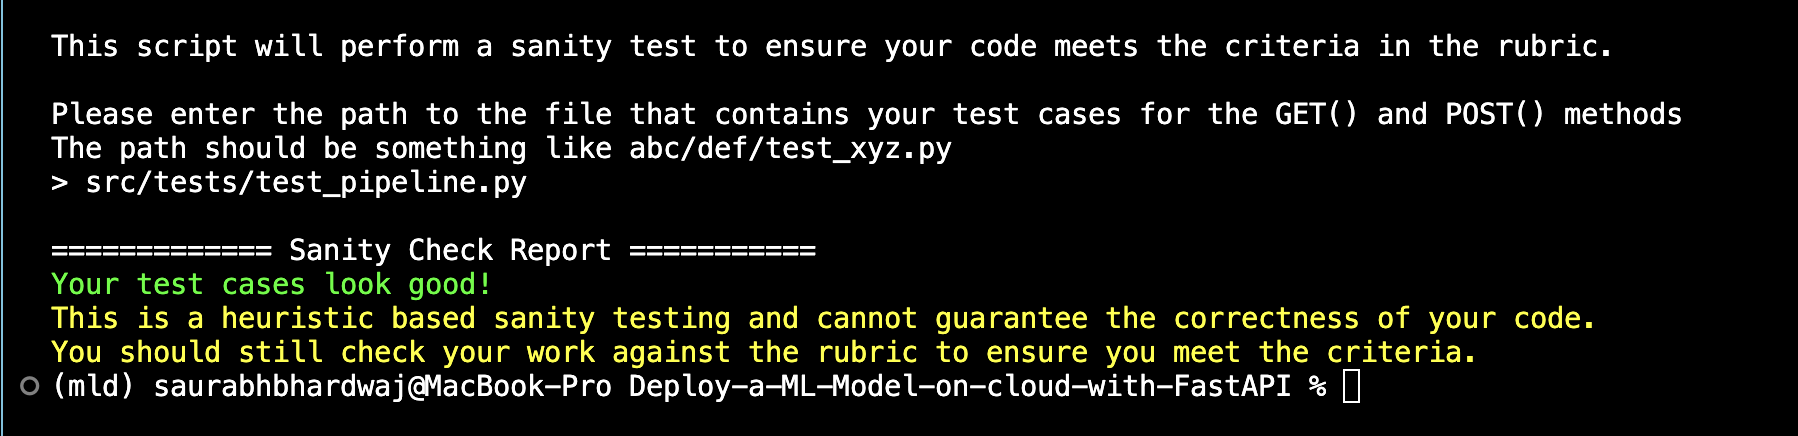 This script will perform a sanity test to ensure your code meets the criteria in the rubric.
Please enter the path to the file that contains your test cases for the GET() and POST() methods
The path should be something like abc/def/test_xyz.py
> src/tests/test_pipeline.py
============= Sanity Check Report ===========
Your test cases look good!
This is a heuristic based sanity testing and cannot guarantee the correctness of your code.
You should still check your work against the rubric to ensure you meet the criteria.
(mld) saurabhbhardwaj@MacBook-Pro Deploy-a-ML-Model-on-cloud-with-FastAPI %